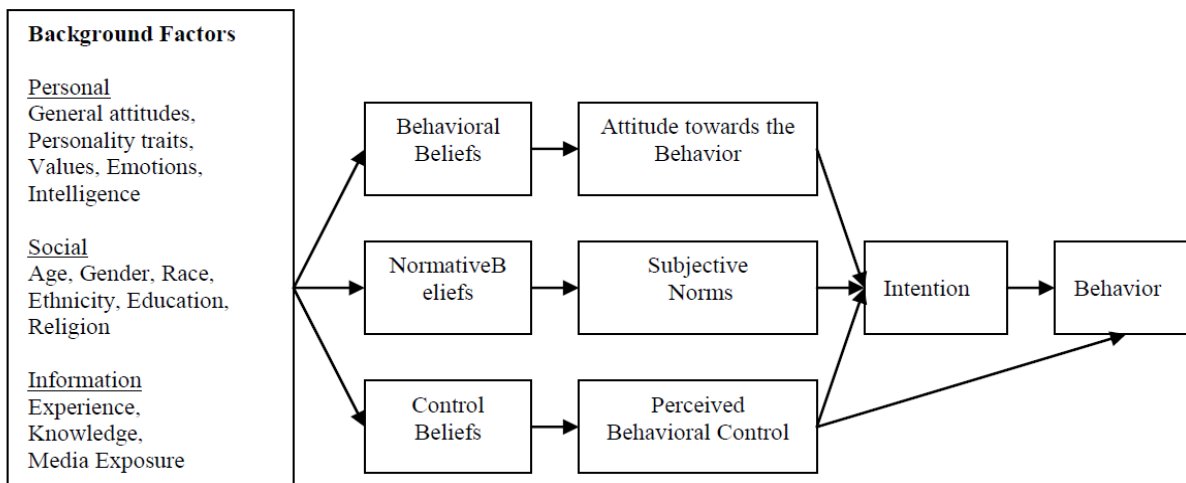 Background Factors
Personal
General attitudes,
Personality traits,
Values, Emotions,
Intelligence
Social
Age, Gender, Race,
Ethnicity, Education,
Religion
Information
Experience,
Knowledge,
Media Exposure
Behavioral
Beliefs
Attitude towards the
Behavior
NormativeB
eliefs
Subjective
Norms
Control
Beliefs
Perceived
Behavioral Control
Intention
Behavior